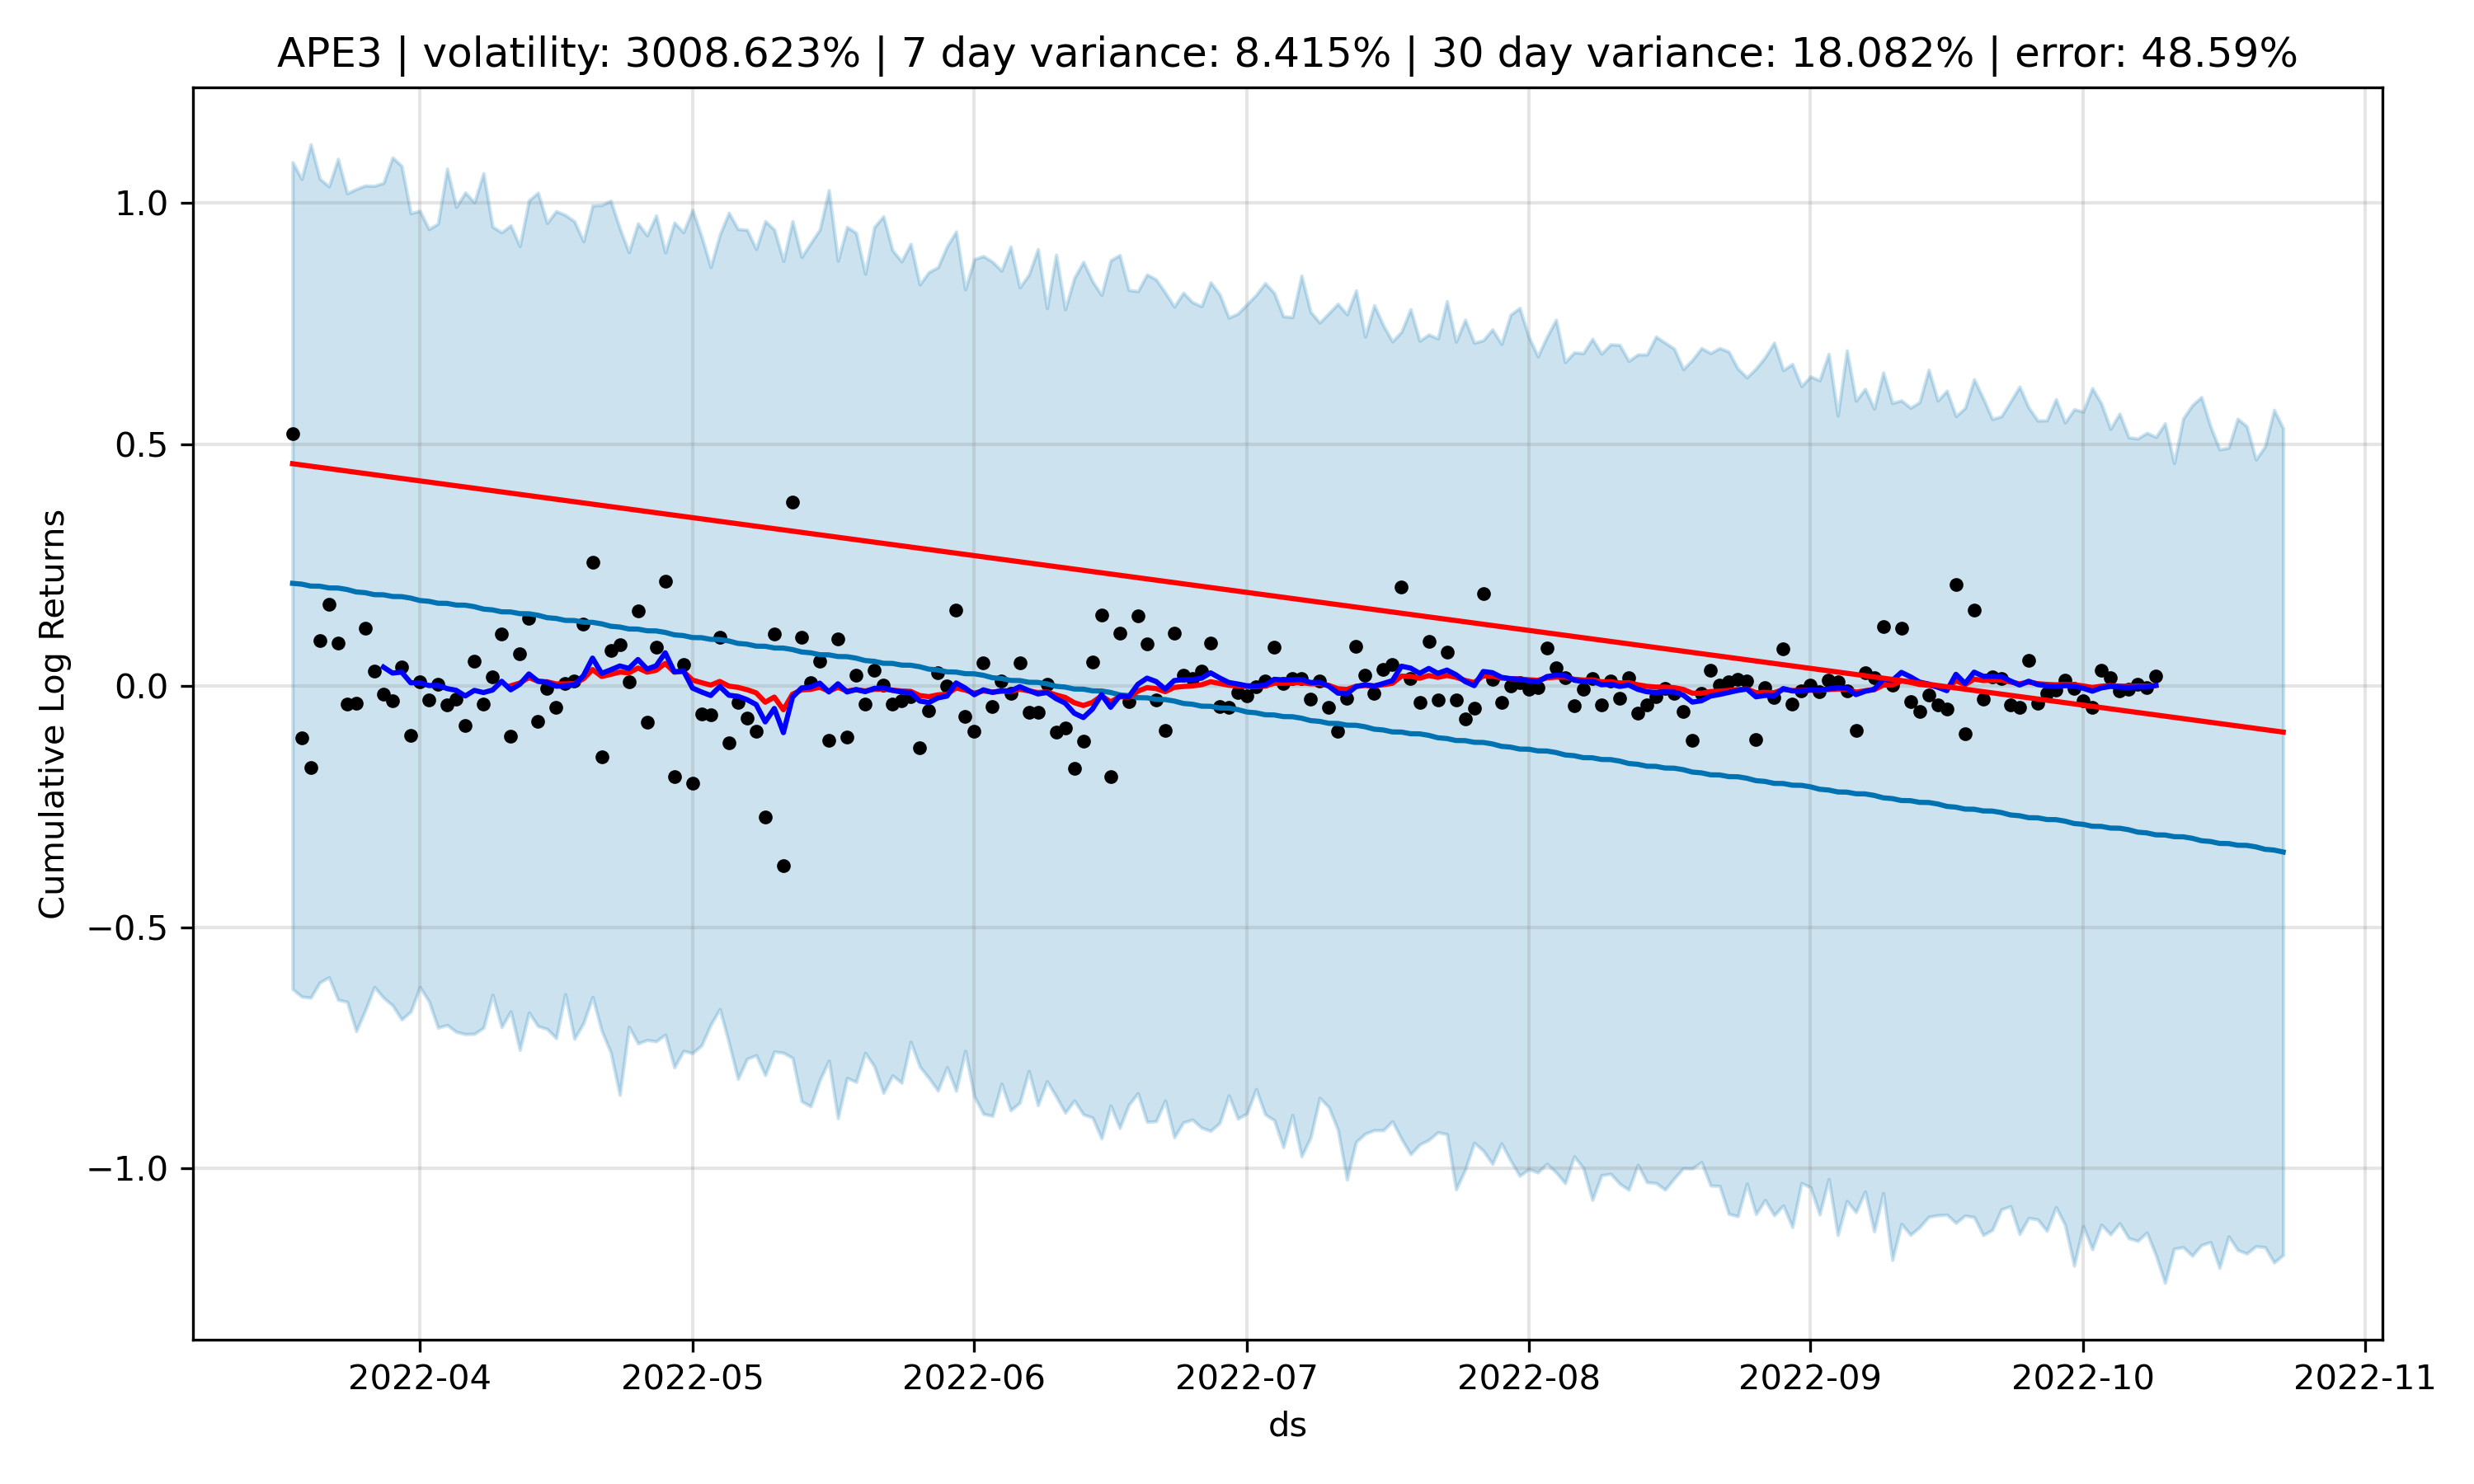 APE3 | volatility: 3008.623% | 7 day variance: 8.415% | 30 day variance: 18.082% | error: 48.59%
Cumulative Log Returns
1.0
0.5
0.0
−0.5
−1.0
2022-04 2022-05 2022-06 2022-07 2022-08 2022-09 2022-10 2022-11
ds